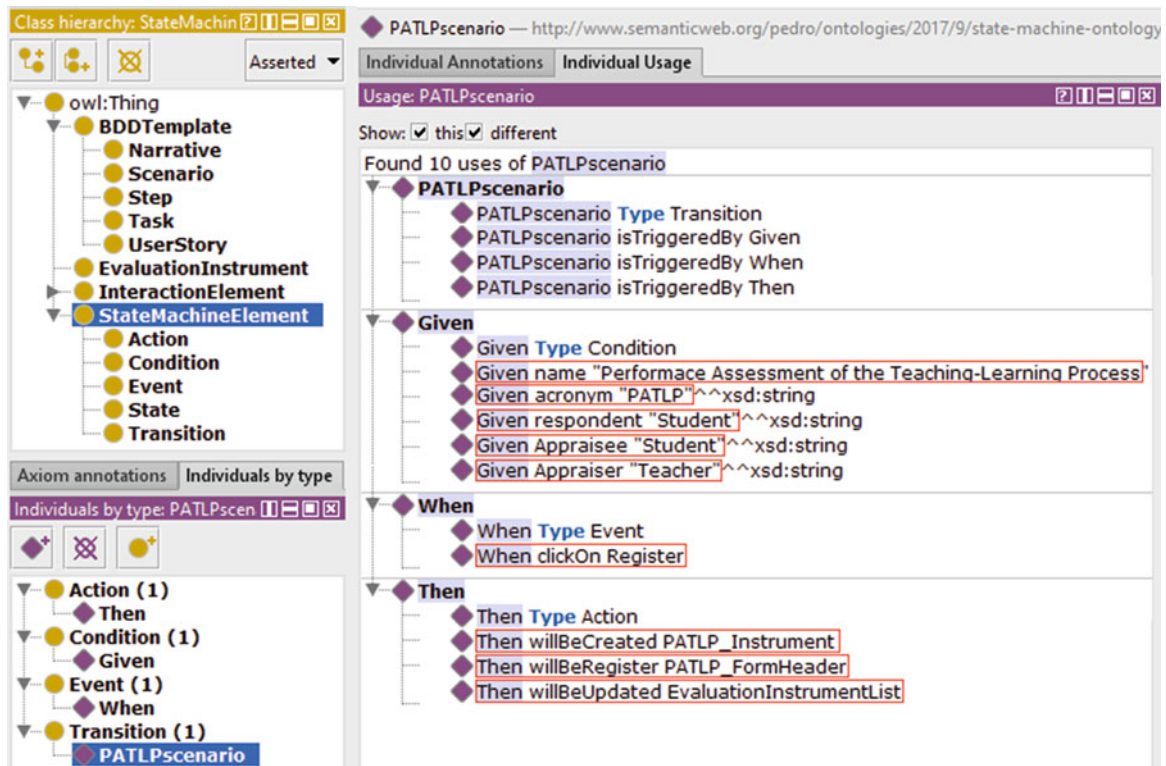 Class hierarchy: StateMachin
Asserted
owl:Thing
BDDTemplate
Narrative
Scenario
Step
Task
UserStory
EvaluationInstrument
InteractionElement
StateMachineElement
Action
Condition
Event
State
Transition
Axiom annotations Individuals by type
Individuals by type: PATLPscen
Action (1)
Then
Condition (1)
Given
Event (1)
When
Transition (1)
PATLPscenario
PATLPscenario — http://www.semanticweb.org/pedro/ontologies/2017/9/state-machine-ontology
Individual Annotations Individual Usage
Usage: PATLPscenario
Show: this different
Found 10 uses of PATLPscenario
PATLPscenario
PATLPscenario Type Transition
PATLPscenario isTriggeredBy Given
PATLPscenario isTriggeredBy When
PATLPscenario isTriggeredBy Then
Given
Given Type Condition
Given name "Performace Assessment of the Teaching-Learning Process"
Given acronym "PATLP"^^xsd:string
Given respondent "Student"^^xsd:string
Given Appraisee "Student"^^xsd:string
Given Appraiser "Teacher"^^xsd:string
When
When Type Event
When clickOn Register
Then
Then Type Action
Then willBeCreated PATLP_Instrument
Then willBeRegister PATLP_FormHeader
Then willBeUpdated EvaluationInstrumentList